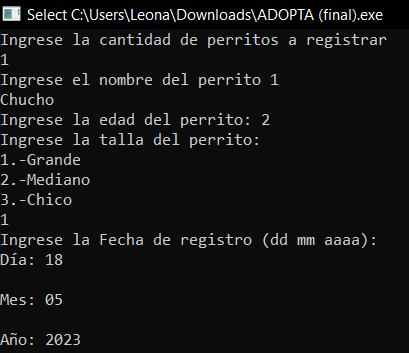 Select C:\Users\Leona\Downloads\ADOPTA (final).exe
Ingrese la cantidad de perritos a registrar
1
Ingrese el nombre del perrito 1
Chucho
Ingrese la edad del perrito: 2
Ingrese la talla del perrito:
1.-Grande
2.-Mediano
3.-Chico
1
Ingrese la Fecha de registro (dd mm aaaa):
Día: 18
Mes: 05
Año: 2023